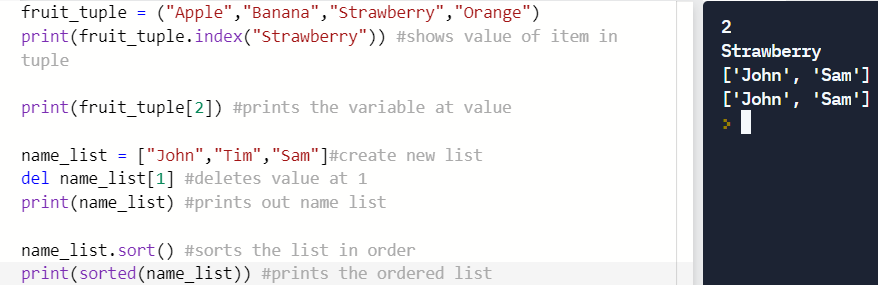 fruit_tuple = ("Apple","Banana","Strawberry","Orange")
print(fruit_tuple.index("Strawberry")) #shows value of item in
tuple
print(fruit_tuple[2]) #prints the variable at value
name_list = ["John","Tim","Sam"]#create new list
del name_list[1] #deletes value at 1
print(name_list) #prints out name list
name_list.sort() #sorts the list in order
print(sorted(name_list)) #prints the ordered list
2
Strawberry
['John', 'Sam']
['John', 'Sam']
>